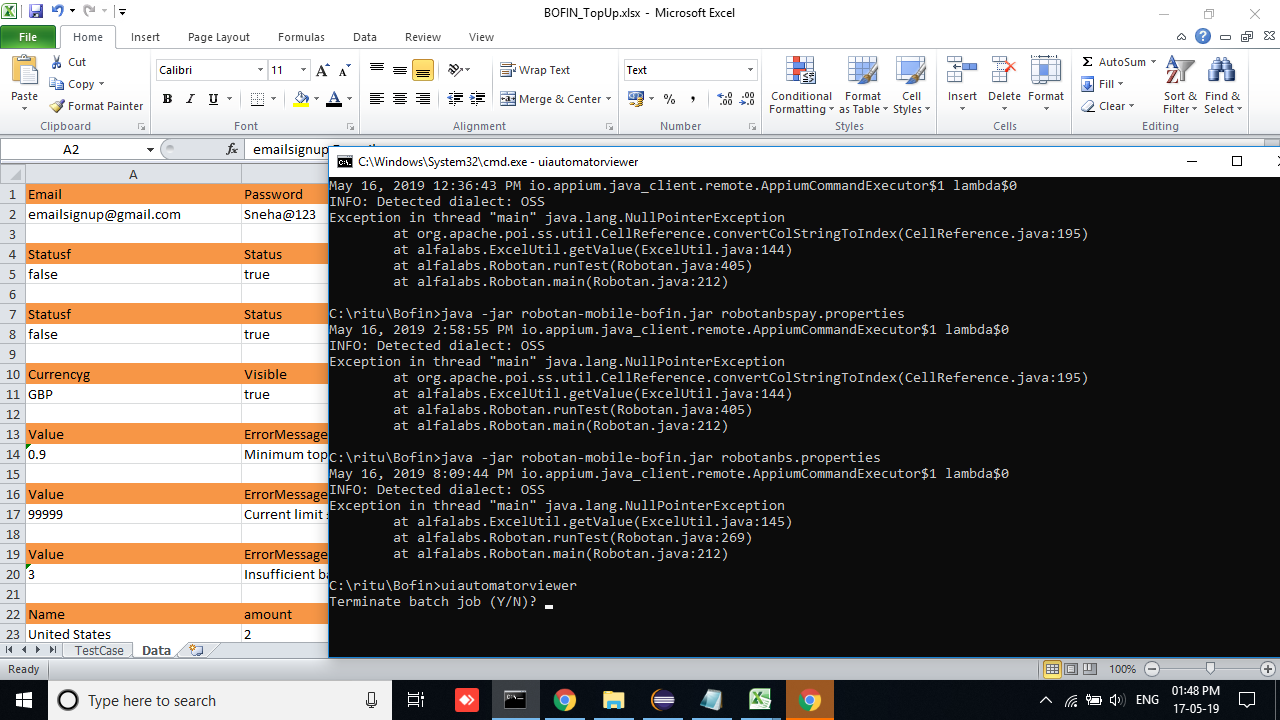 BOFIN_TopUp.xlsx - Microsoft Excel
File Home Insert Page Layout Formulas Data Review View
Cut
Copy
Format Painter
Paste
Clipboard
Calibri 11
B I U
Font
Wrap Text
Merge & Center
Alignment
Text
% , .0 .00 .00 .0
Number
Conditional Formatting
Format as Table
Cell Styles
Styles
Insert Delete Format
Cells
AutoSum
Fill
Clear
Sort & Filter
Find & Select
Editing
A2 fx
A
1 Email Password
2 emailsignup@gmail.com Sneha@123
3
4 Statusf Status
5 false true
6
7 Statusf Status
8 false true
9
10 Currencyg Visible
11 GBP true
12
13 Value ErrorMessage
14 0.9 Minimum top
15
16 Value ErrorMessage
17 99999 Current limit
18
19 Value ErrorMessage
20 3 Insufficient ba
21
22 Name amount
23 United States 2
TestCase Data
Ready
100%
C:\Windows\System32\cmd.exe - uiautomatorviewer
May 16, 2019 12:36:43 PM io.appium.java_client.remote.AppiumCommandExecutor$1 lambda$0
INFO: Detected dialect: OSS
Exception in thread "main" java.lang.NullPointerException
at org.apache.poi.ss.util.CellReference.convertColStringToIndex(CellReference.java:195)
at alfalabs.ExcelUtil.getValue(ExcelUtil.java:144)
at alfalabs.Robotan.runTest(Robotan.java:405)
at alfalabs.Robotan.main(Robotan.java:212)
C:\ritu\Bofin>java -jar robotan-mobile-bofin.jar robotanbspay.properties
May 16, 2019 2:58:55 PM io.appium.java_client.remote.AppiumCommandExecutor$1 lambda$0
INFO: Detected dialect: OSS
Exception in thread "main" java.lang.NullPointerException
at org.apache.poi.ss.util.CellReference.convertColStringToIndex(CellReference.java:195)
at alfalabs.ExcelUtil.getValue(ExcelUtil.java:144)
at alfalabs.Robotan.runTest(Robotan.java:405)
at alfalabs.Robotan.main(Robotan.java:212)
C:\ritu\Bofin>java -jar robotan-mobile-bofin.jar robotanbs.properties
May 16, 2019 8:09:44 PM io.appium.java_client.remote.AppiumCommandExecutor$1 lambda$0
INFO: Detected dialect: OSS
Exception in thread "main" java.lang.NullPointerException
at alfalabs.ExcelUtil.getValue(ExcelUtil.java:145)
at alfalabs.Robotan.runTest(Robotan.java:269)
at alfalabs.Robotan.main(Robotan.java:212)
C:\ritu\Bofin>uiautomatorviewer
Terminate batch job (Y/N)?
Type here to search
ENG
01:48 PM
17-05-19